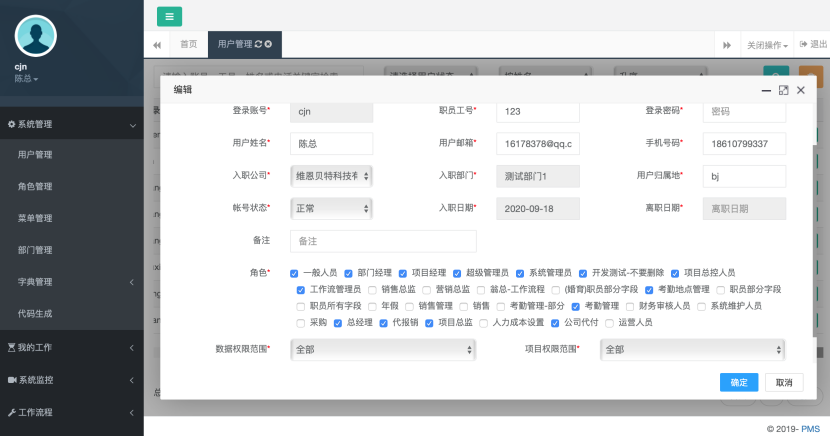 cjn
陈总
首页 用户管理
关闭操作 退出
系统管理
用户管理
角色管理
菜单管理
部门管理
字典管理
代码生成
我的工作
系统监控
工作流程
编辑
登录账号* cjn 职员工号* 123 登录密码* 密码
用户姓名* 陈总 用户邮箱* 16178378@qq.c 手机号码* 18610799337
入职公司* 维恩贝特科技有 入职部门* 测试部门1 用户归属地* bj
帐号状态* 正常 入职日期* 2020-09-18 离职日期* 离职日期
备注 备注
角色* 一般人员 部门经理 项目经理 超级管理员 系统管理员 开发测试-不要删除 项目总控人员
工作流管理员 销售总监 营销总监 翁总-工作流程 (婚育)职员部分字段 考勤地点管理 职员部分字段
职员所有字段 年假 销售管理 销售 考勤管理-部分 考勤管理 财务审核人员 系统维护人员
采购 总经理 代报销 项目总监 人力成本设置 公司代付 运营人员
数据权限范围* 全部 项目权限范围* 全部
确定 取消
© 2019- PMS